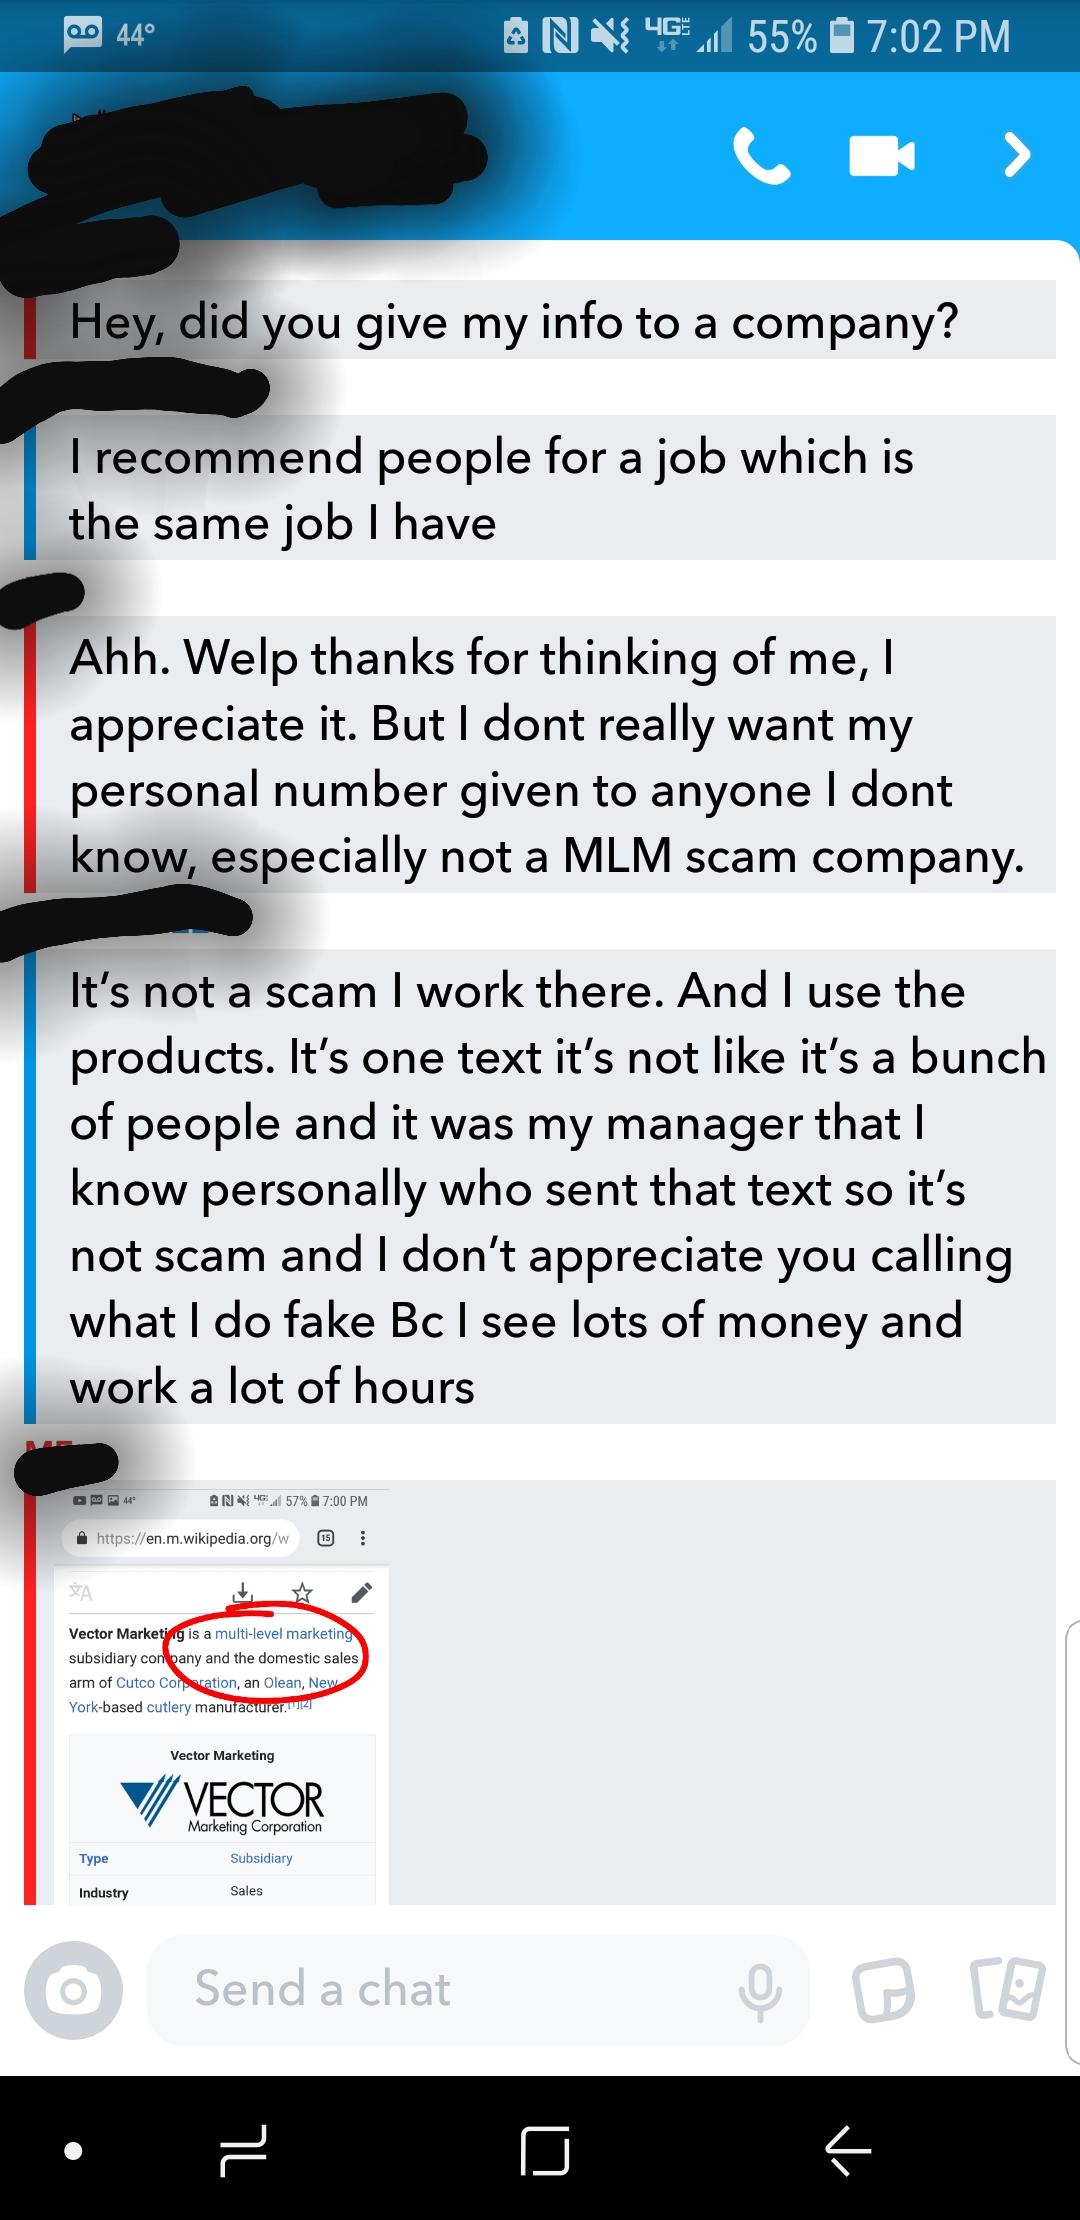 44° 4G LTE 55% 7:02 PM
Hey, did you give my info to a company?
I recommend people for a job which is
the same job I have
Ahh. Welp thanks for thinking of me, I
appreciate it. But I dont really want my
personal number given to anyone I dont
know, especially not a MLM scam company.
It’s not a scam I work there. And I use the
products. It’s one text it’s not like it’s a bunch
of people and it was my manager that I
know personally who sent that text so it’s
not scam and I don’t appreciate you calling
what I do fake Bc I see lots of money and
work a lot of hours
ME
44° 4G 57% 7:00 PM
https://en.m.wikipedia.org/w 15
Vector Marketing is a multi-level marketing
subsidiary company and the domestic sales
arm of Cutco Corporation, an Olean, New
York-based cutlery manufacturer.[1][2]
Vector Marketing
VECTOR
Marketing Corporation
Type Subsidiary
Industry Sales
Send a chat